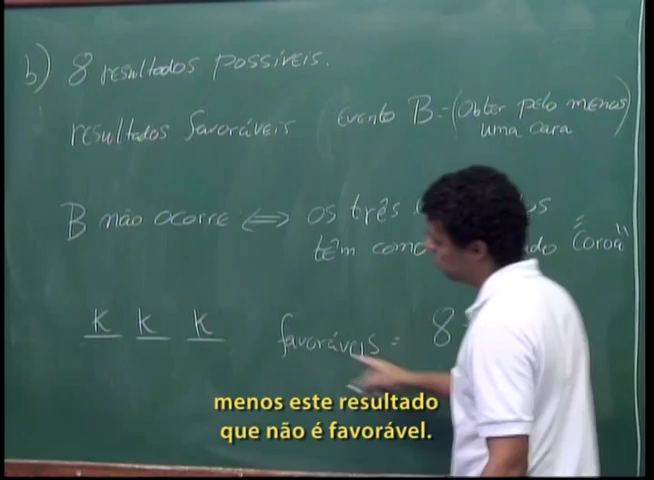 b) 8 resultados possíveis.
resultados favoráveis (Evento B = (Obter pelo menos
uma cara)
B não ocorre ⟺ os três
têm como "coroa"
K K K favoráveis = 8
menos este resultado
que não é favorável.